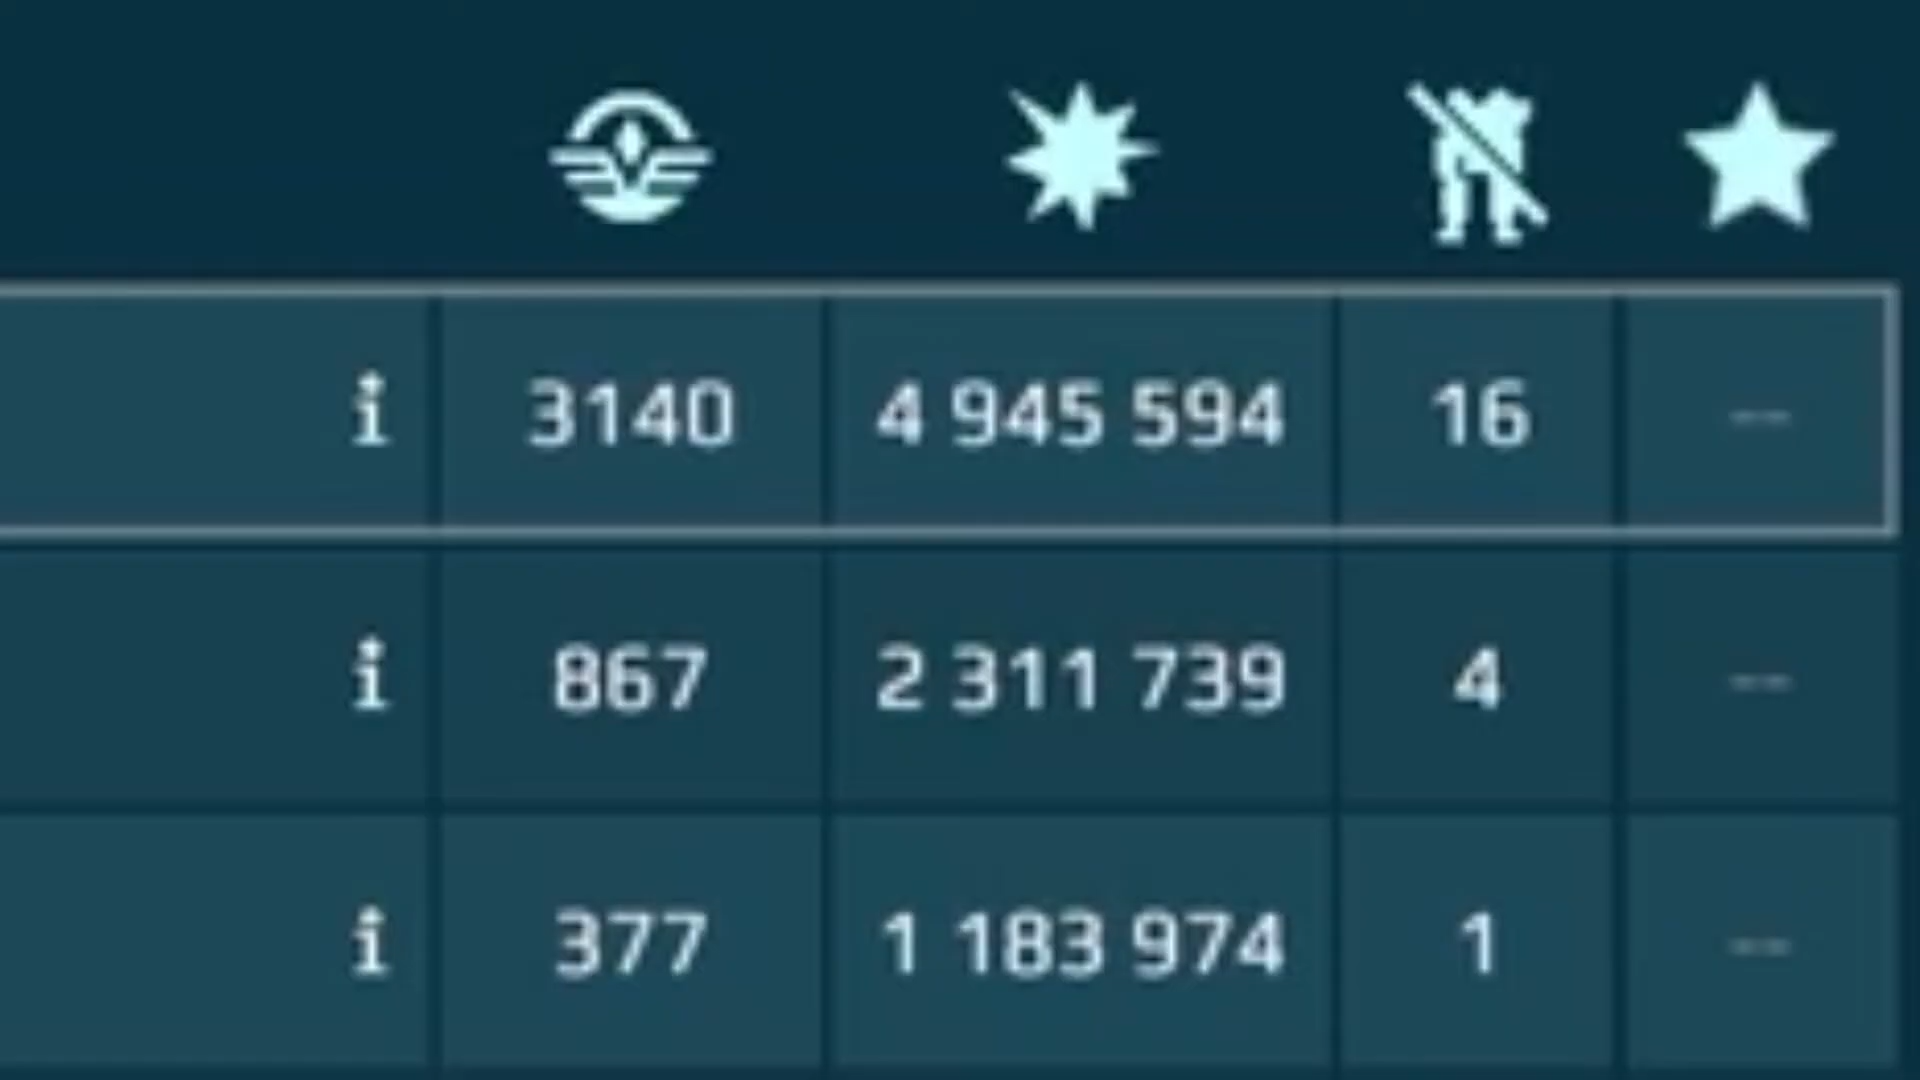 i 3140 4 945 594 16 --
i 867 2 311 739 4 --
i 377 1 183 974 1 --